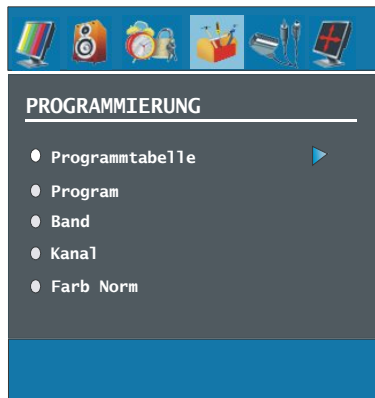 PROGRAMMIERUNG
Programmtabelle
Program
Band
Kanal
Farb Norm